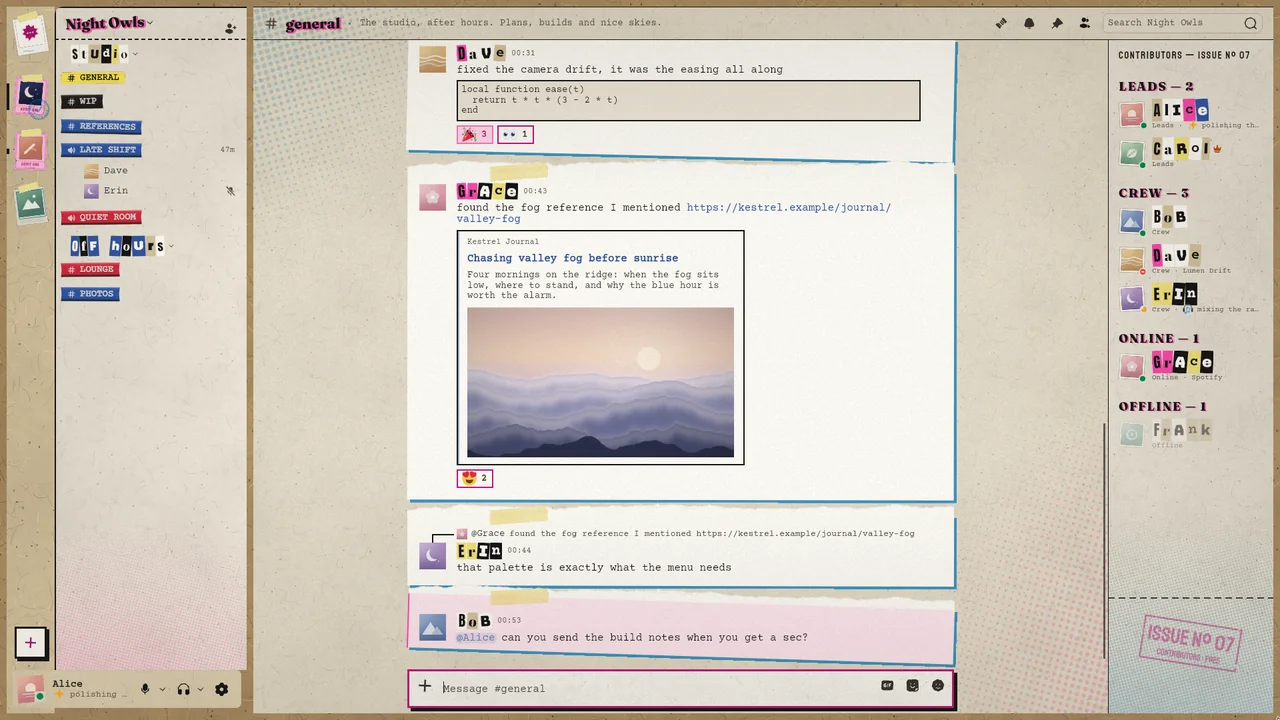 Night Owls
Studio
# GENERAL
# WIP
# REFERENCES
LATE SHIFT 47m
Dave
Erin
QUIET ROOM
Off hours
# LOUNGE
# PHOTOS
Alice
polishing …
# general · The studio, after hours. Plans, builds and nice skies.
Search Night Owls
Dave 00:31
fixed the camera drift, it was the easing all along
local function ease(t)
return t * t * (3 - 2 * t)
end
3 1
Grace 00:43
found the fog reference I mentioned https://kestrel.example/journal/
valley-fog
Kestrel Journal
Chasing valley fog before sunrise
Four mornings on the ridge: when the fog sits
low, where to stand, and why the blue hour is
worth the alarm.
2
@Grace found the fog reference I mentioned https://kestrel.example/journal/valley-fog
Erin 00:44
that palette is exactly what the menu needs
Bob 00:53
@Alice can you send the build notes when you get a sec?
Message #general
GIF
CONTRIBUTORS — ISSUE Nº 07
LEADS — 2
Alice
Leads · polishing th…
Carol
Leads
CREW — 3
Bob
Crew
Dave
Crew · Lumen Drift
Erin
Crew · mixing the ra…
ONLINE — 1
Grace
Online · Spotify
OFFLINE — 1
Frank
Offline
ISSUE Nº 07